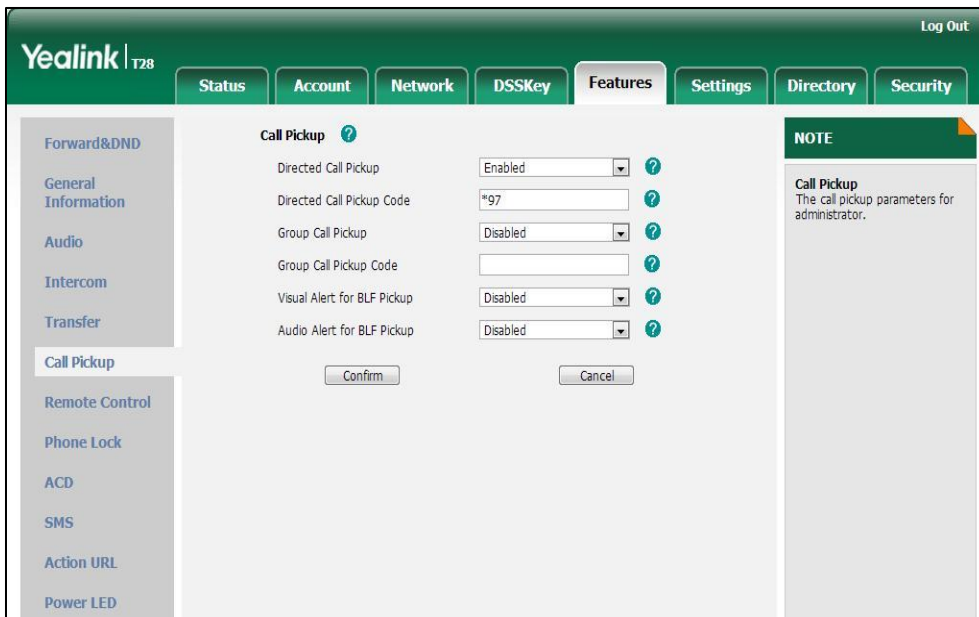 Log Out
Yealink T28
Status Account Network DSSKey Features Settings Directory Security
Forward&DND
General
Information
Audio
Intercom
Transfer
Call Pickup
Remote Control
Phone Lock
ACD
SMS
Action URL
Power LED
Call Pickup ?
Directed Call Pickup Enabled ?
Directed Call Pickup Code *97 ?
Group Call Pickup Disabled ?
Group Call Pickup Code ?
Visual Alert for BLF Pickup Disabled ?
Audio Alert for BLF Pickup Disabled ?
Confirm Cancel
NOTE
Call Pickup
The call pickup parameters for
administrator.